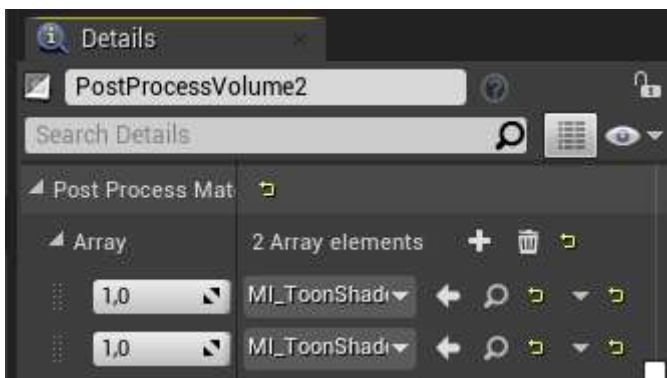 Details
PostProcessVolume2
Search Details
Post Process Mat
Array 2 Array elements
1,0 MI_ToonShad
1,0 MI_ToonShad